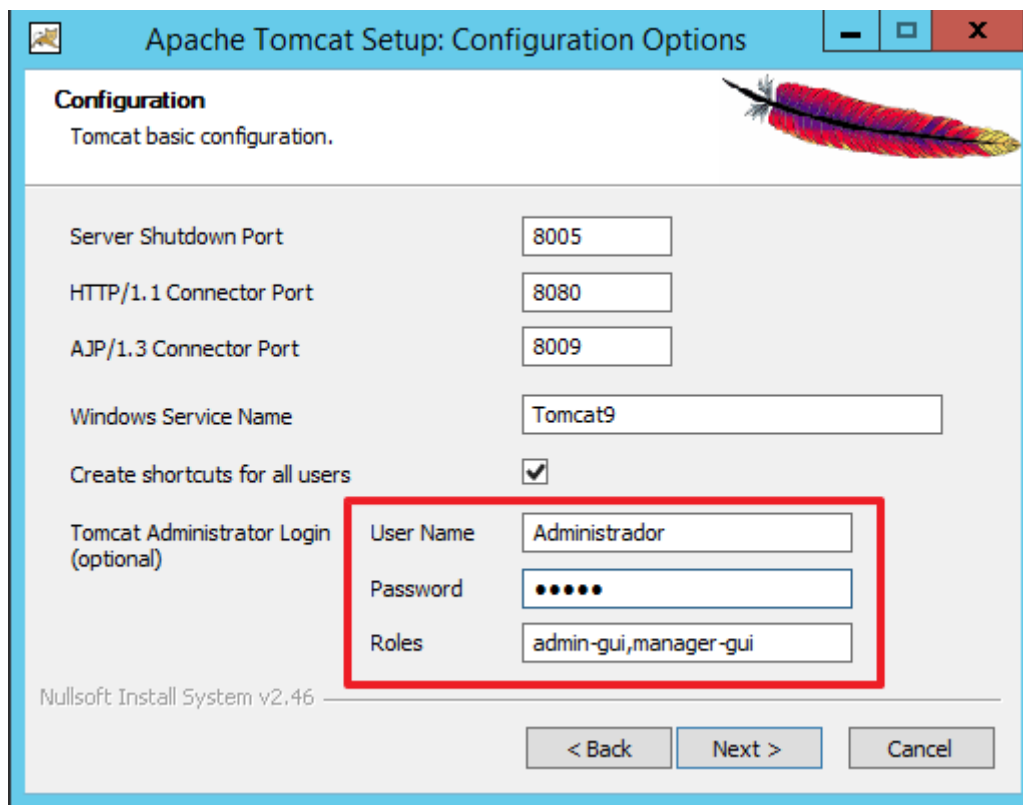 Apache Tomcat Setup: Configuration Options
Configuration
Tomcat basic configuration.
Server Shutdown Port 8005
HTTP/1.1 Connector Port 8080
AJP/1.3 Connector Port 8009
Windows Service Name Tomcat9
Create shortcuts for all users
Tomcat Administrator Login User Name Administrador
(optional)
Password •••••
Roles admin-gui,manager-gui
Nullsoft Install System v2.46
< Back Next > Cancel